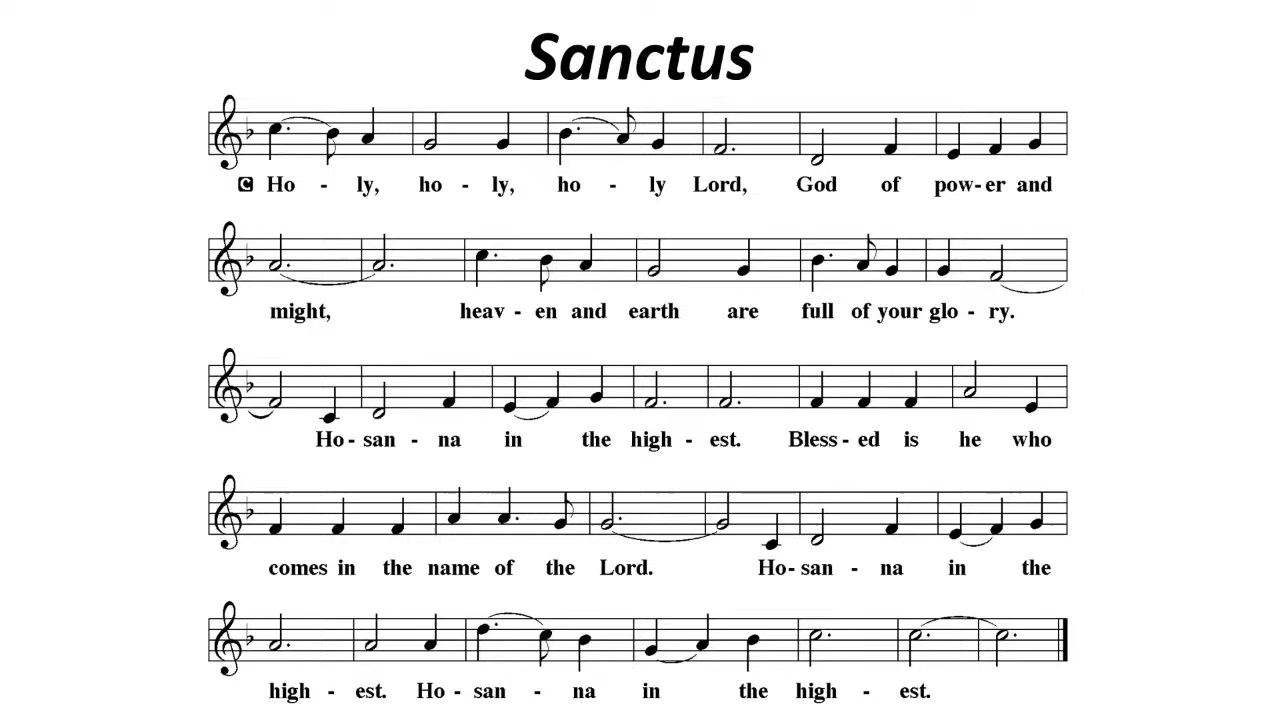 Sanctus
C Ho - ly, ho - ly, ho - ly Lord, God of pow-er and
might, heav - en and earth are full of your glo - ry.
Ho - san - na in the high - est. Bless - ed is he who
comes in the name of the Lord. Ho - san - na in the
high - est. Ho - san - na in the high - est.